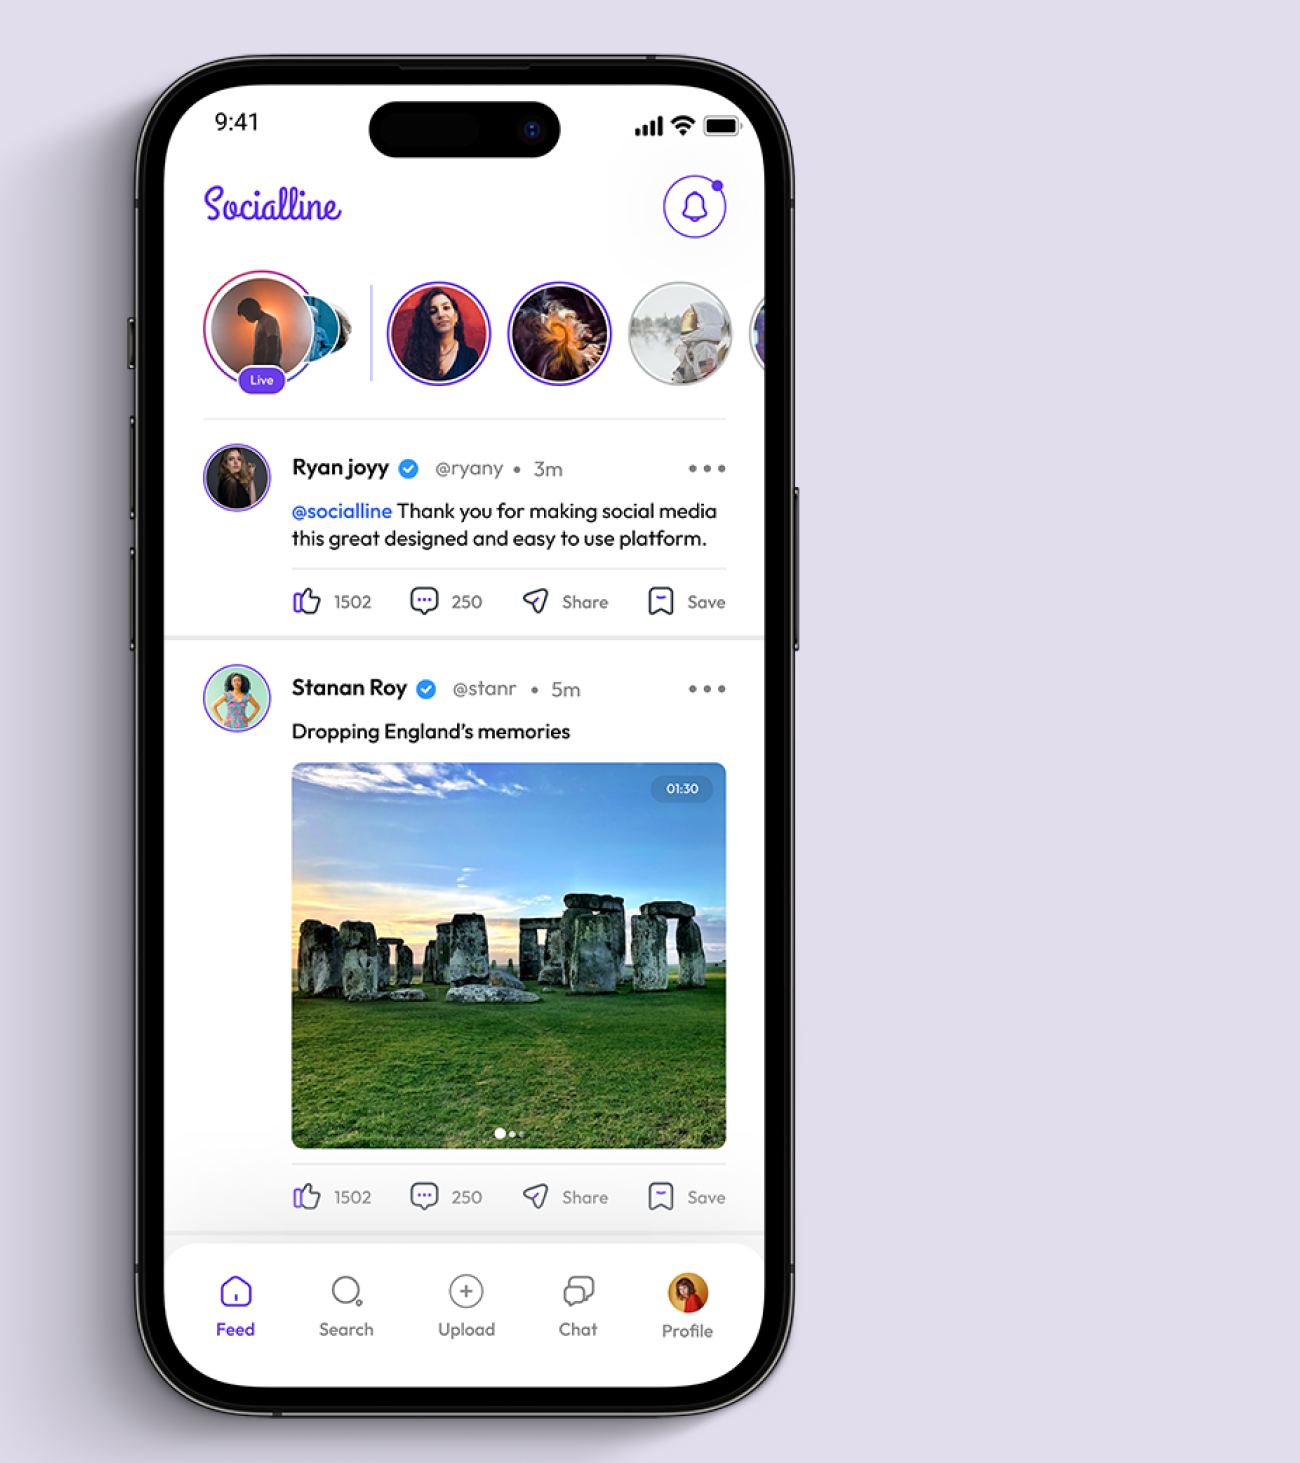 9:41
Socialline
Live
Ryan joyy @ryany • 3m
@socialline Thank you for making social media
this great designed and easy to use platform.
1502 250 Share Save
Stanan Roy @stanr • 5m
Dropping England's memories
01:30
1502 250 Share Save
Feed Search Upload Chat Profile